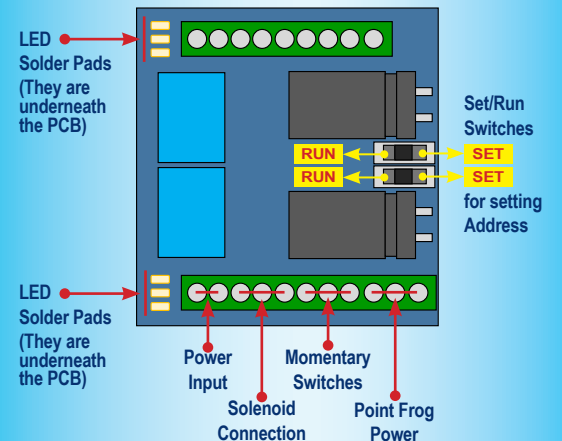 LED
Solder Pads
(They are
underneath
the PCB)
Set/Run
Switches
RUN
SET
RUN
SET
for setting
Address
LED
Solder Pads
(They are
underneath
the PCB)
Power
Input
Momentary
Switches
Solenoid
Connection
Point Frog
Power